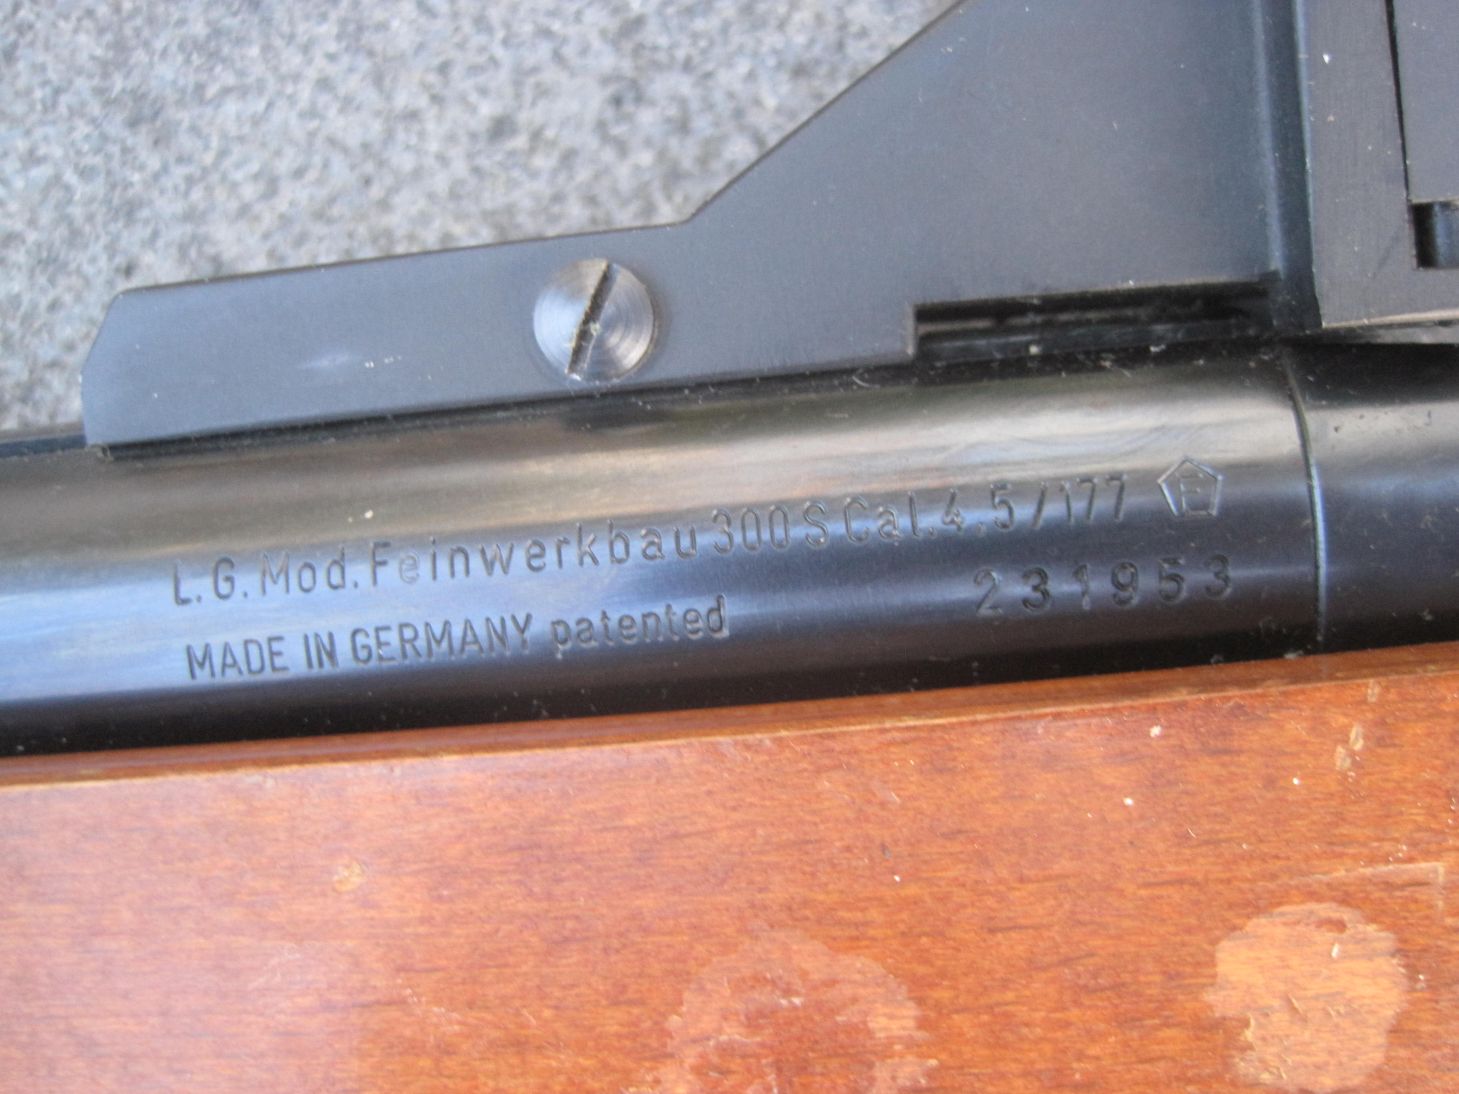 L.G. Mod. Feinwerkbau 300 S Cal. 4,5/177 F
MADE IN GERMANY patented 231953